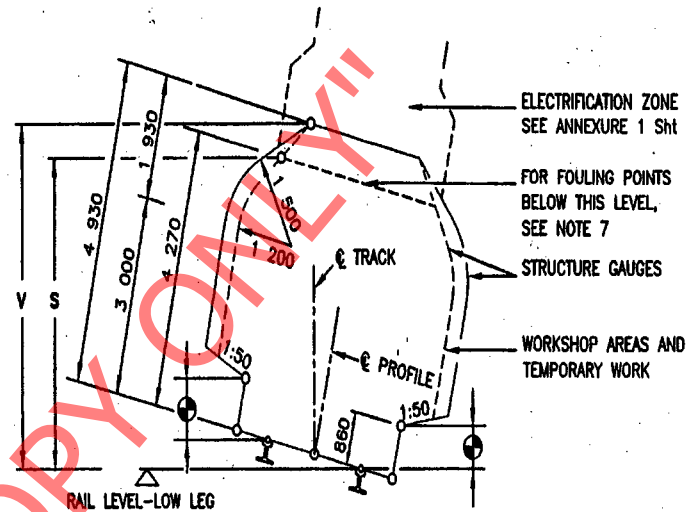 ELECTRIFICATION ZONE
SEE ANNEXURE 1 Sht
FOR FOULING POINTS
BELOW THIS LEVEL,
SEE NOTE 7
STRUCTURE GAUGES
WORKSHOP AREAS AND
TEMPORARY WORK
1 930
4 930
3 000
4 270
1 500
1 200
V
S
℄ TRACK
℄ PROFILE
1:50
1:50
860
RAIL LEVEL-LOW LEG
COPY ONLY"